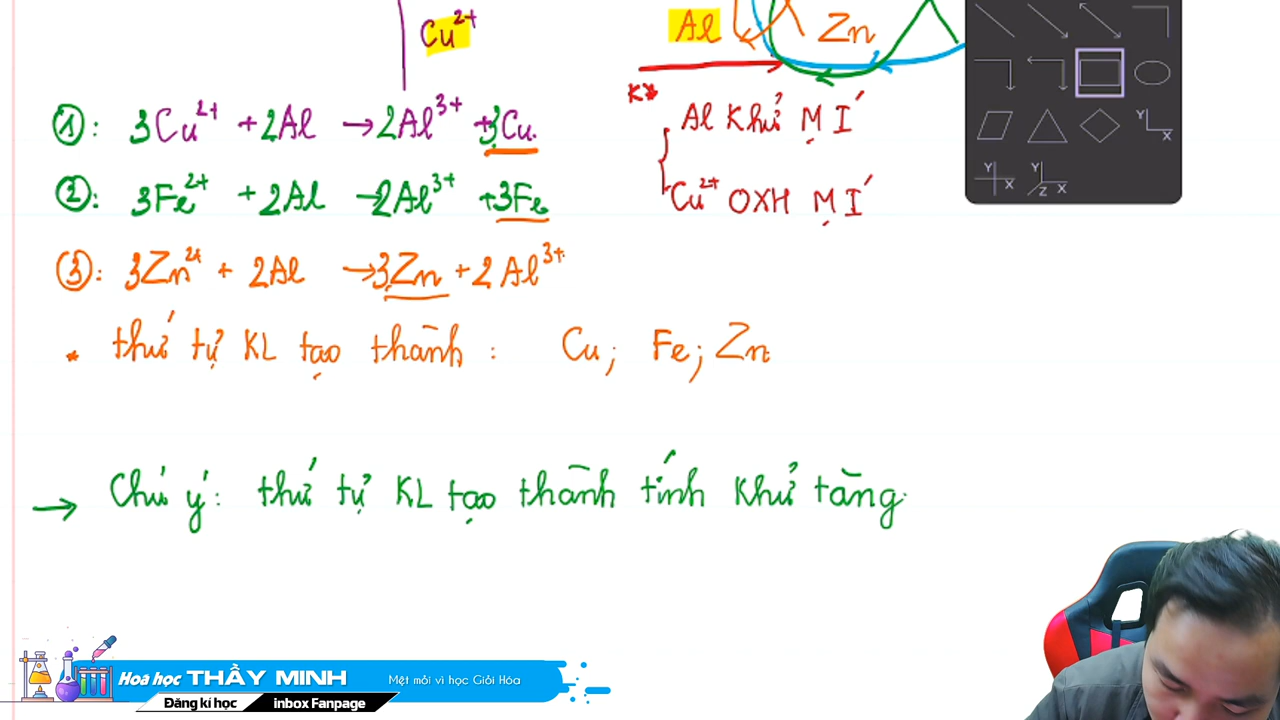 Cu²⁺
Al Zn
K*
①: 3Cu²⁺ + 2Al → 2Al³⁺ + 3Cu.
Al khử MẠNH I
②: 3Fe²⁺ + 2Al → 2Al³⁺ + 3Fe
Cu²⁺ OXH
③: 3Zn²⁺ + 2Al → 3Zn + 2Al³⁺
* thứ tự KL tạo thành: Cu; Fe; Zn
→ Chú ý: thứ tự KL tạo thành tính khử tăng.
Hoá học THẦY MINH
Mệt mỏi vì học Giỏi Hóa
Đăng kí học inbox Fanpage
Y X
Y X
Y Z X